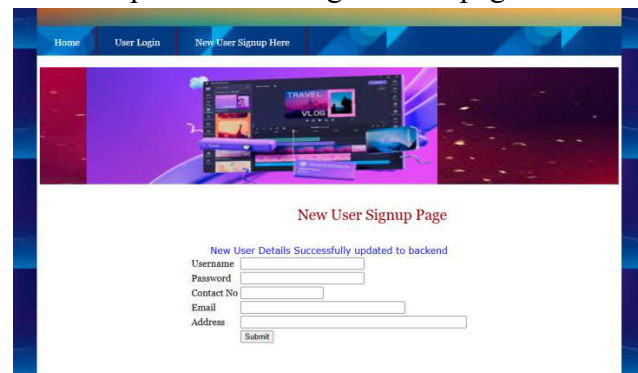 Home User Login New User Signup Here
TRAVEL
VLOG
New User Signup Page
New User Details Successfully updated to backend
Username
Password
Contact No
Email
Address
Submit